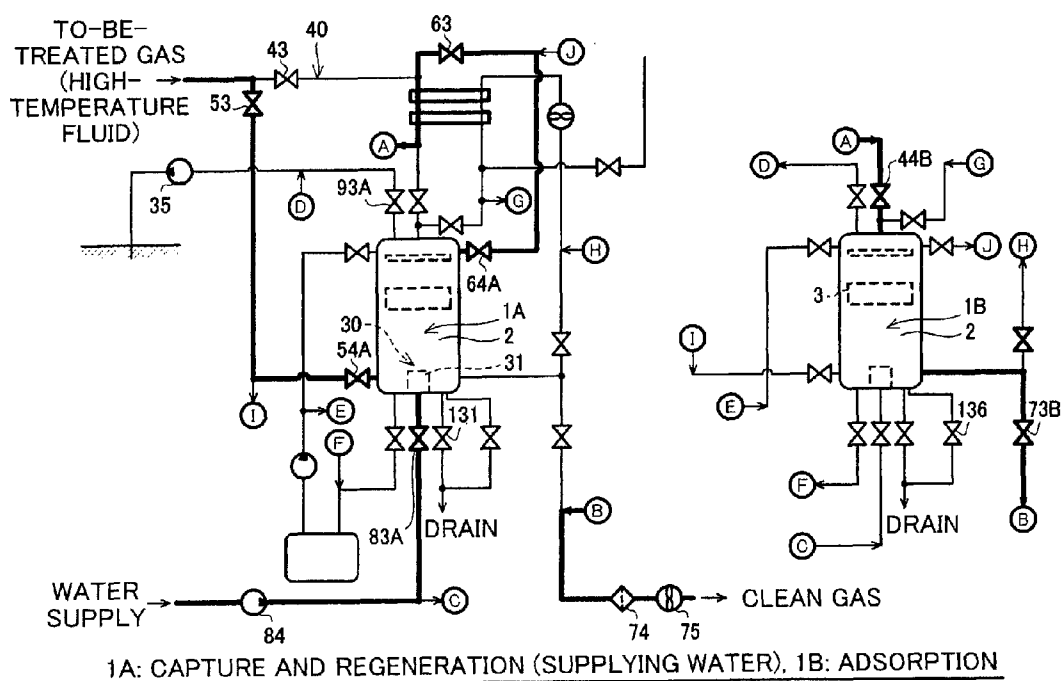 TO-BE-
TREATED GAS
(HIGH-
TEMPERATURE
FLUID)
53
43
40
63
J
A
35
D
93A
G
H
64A
1A
2
30
31
54A
I
E
F
131
83A
DRAIN
B
WATER
SUPPLY
84
C
74
75
CLEAN GAS
A
D
44B
G
J
H
3
1B
2
I
E
136
73B
F
C
DRAIN
B
1A: CAPTURE AND REGENERATION (SUPPLYING WATER), 1B: ADSORPTION